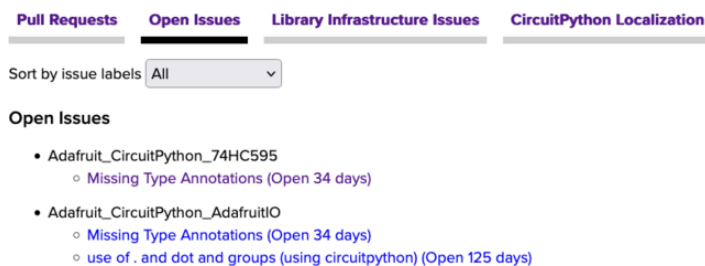 Pull Requests Open Issues Library Infrastructure Issues CircuitPython Localization
Sort by issue labels All
Open Issues
Adafruit_CircuitPython_74HC595
Missing Type Annotations (Open 34 days)
Adafruit_CircuitPython_AdafruitIO
Missing Type Annotations (Open 34 days)
use of . and dot and groups (using circuitpython) (Open 125 days)